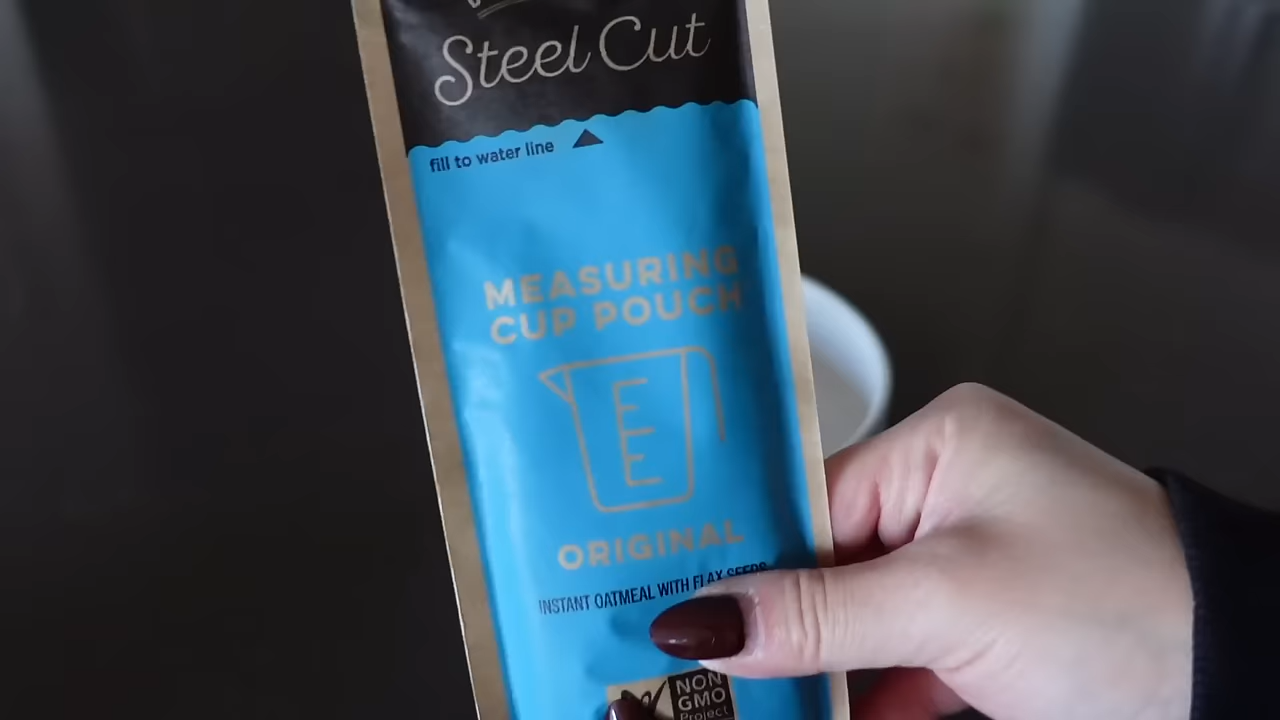 Steel Cut
fill to water line
MEASURING
CUP POUCH
ORIGINAL
INSTANT OATMEAL WITH FLAX SEEDS
NON
GMO
Project